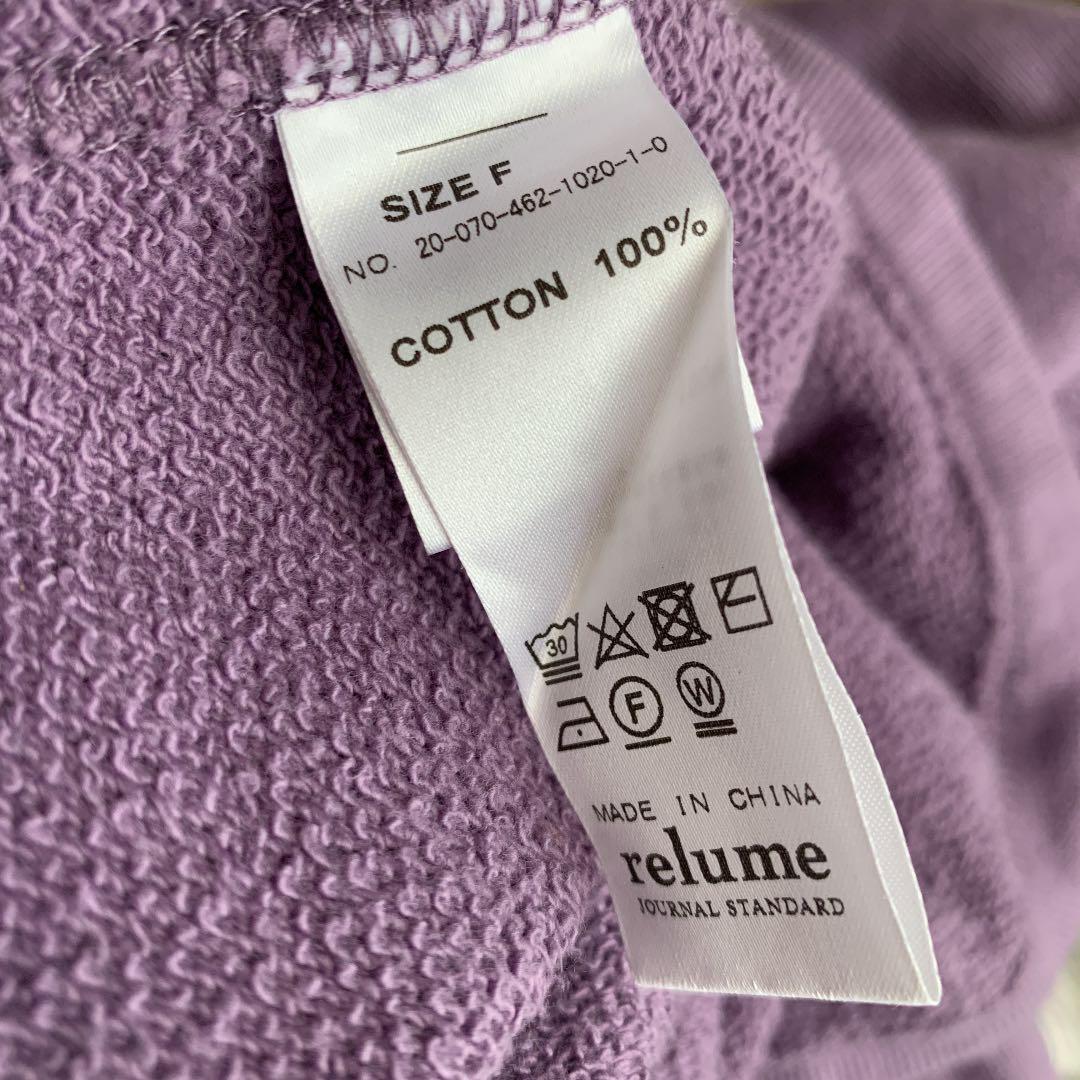 SIZE F
NO. 20-070-462-1020-1-0
COTTON 100%
30
F W
MADE IN CHINA
relume
JOURNAL STANDARD